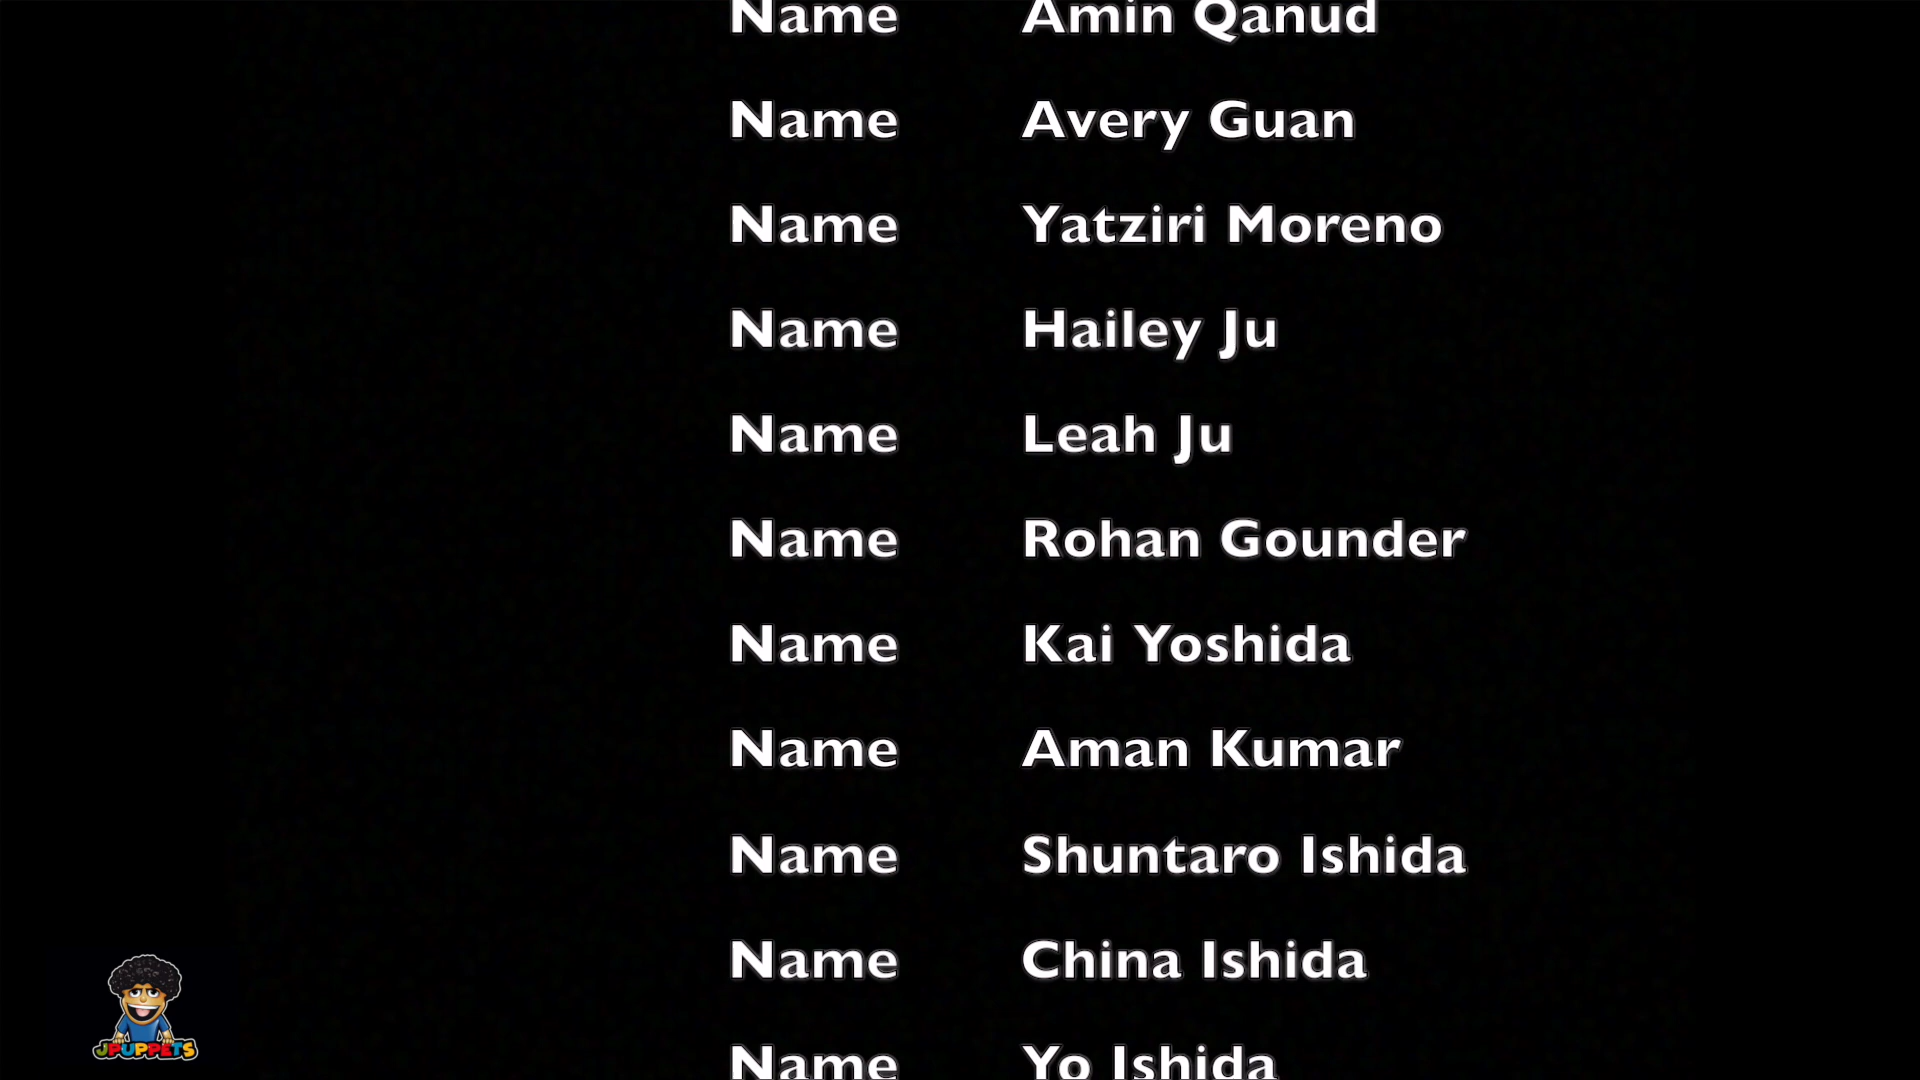 Name Amin Qanud
Name Avery Guan
Name Yatziri Moreno
Name Hailey Ju
Name Leah Ju
Name Rohan Gounder
Name Kai Yoshida
Name Aman Kumar
Name Shuntaro Ishida
Name China Ishida
Name Yo Ishida
JPUPPETS